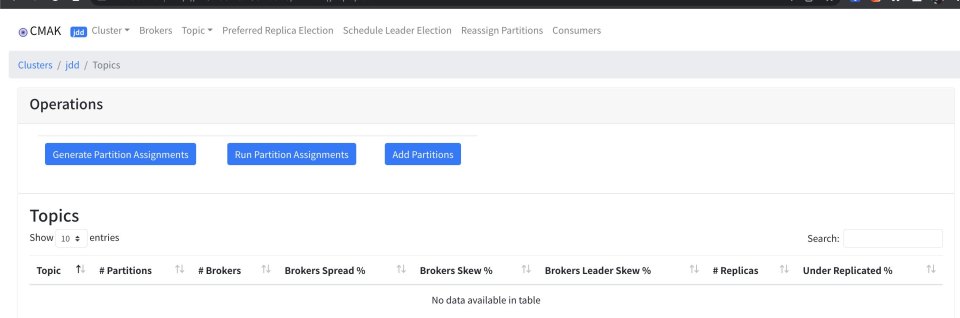 CMAK jdd Cluster Brokers Topic Preferred Replica Election Schedule Leader Election Reassign Partitions Consumers
Clusters / jdd / Topics
Operations
Generate Partition Assignments Run Partition Assignments Add Partitions
Topics
Show 10 entries Search:
Topic # Partitions # Brokers Brokers Spread % Brokers Skew % Brokers Leader Skew % # Replicas Under Replicated %
No data available in table